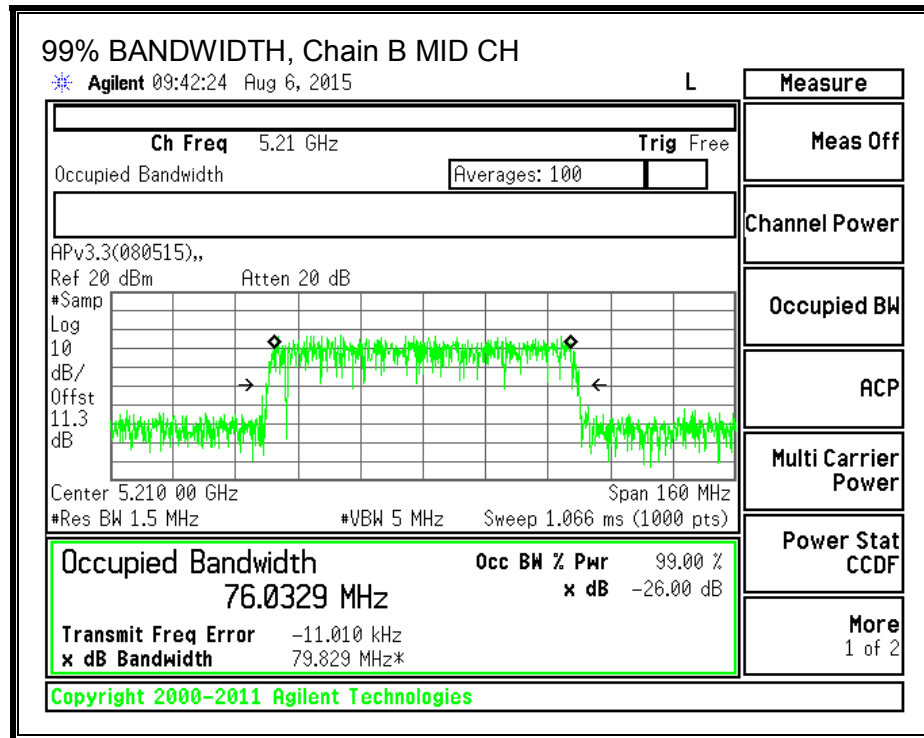 99% BANDWIDTH, Chain B MID CH
Agilent 09:42:24 Aug 6, 2015 L
Measure
Ch Freq 5.21 GHz Trig Free
Occupied Bandwidth Averages: 100
APv3.3(080515),,
Ref 20 dBm Atten 20 dB
#Samp
Log
10
dB/
Offst
11.3
dB
Center 5.210 00 GHz Span 160 MHz
#Res BW 1.5 MHz #VBW 5 MHz Sweep 1.066 ms (1000 pts)
Occupied Bandwidth Occ BW % Pwr 99.00 %
76.0329 MHz x dB -26.00 dB
Transmit Freq Error -11.010 kHz
x dB Bandwidth 79.829 MHz*
Copyright 2000-2011 Agilent Technologies
Meas Off
Channel Power
Occupied BW
ACP
Multi Carrier
Power
Power Stat
CCDF
More
1 of 2